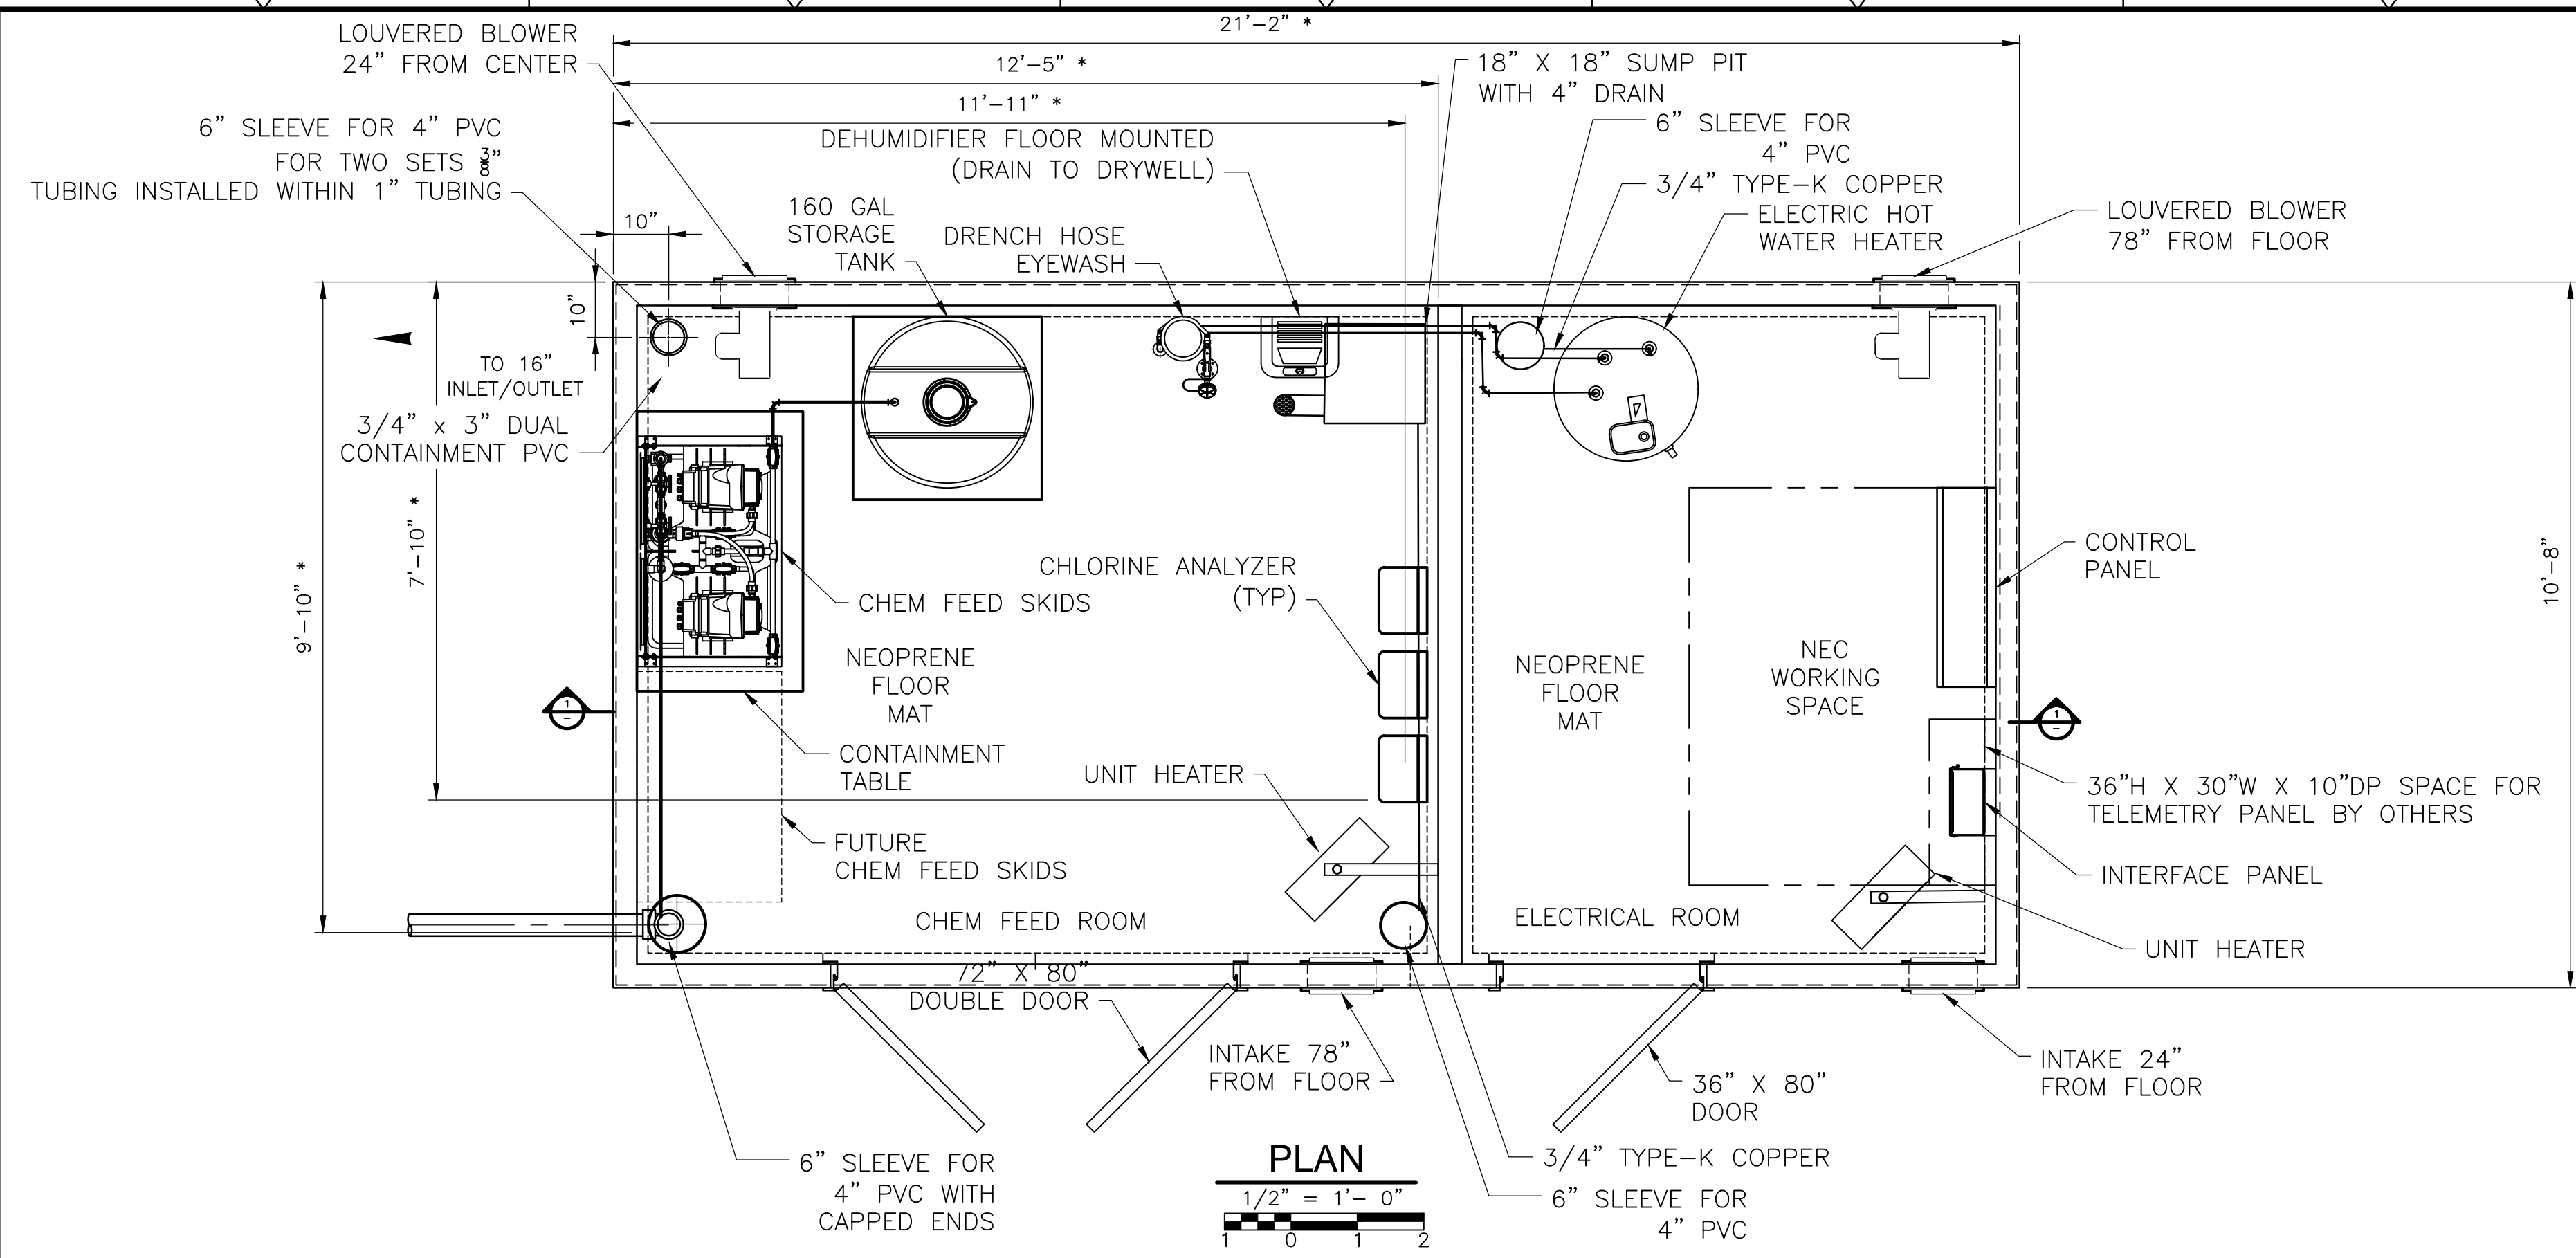 21'-2" *
LOUVERED BLOWER
24" FROM CENTER
12'-5" *
18" X 18" SUMP PIT
WITH 4" DRAIN
11'-11" *
6" SLEEVE FOR 4" PVC
FOR TWO SETS 3/8"
TUBING INSTALLED WITHIN 1" TUBING
DEHUMIDIFIER FLOOR MOUNTED
(DRAIN TO DRYWELL)
6" SLEEVE FOR
4" PVC
3/4" TYPE-K COPPER
ELECTRIC HOT
WATER HEATER
LOUVERED BLOWER
78" FROM FLOOR
10"
160 GAL
STORAGE
TANK
DRENCH HOSE
EYEWASH
10"
TO 16"
INLET/OUTLET
3/4" x 3" DUAL
CONTAINMENT PVC
7'-10" *
9'-10" *
10'-8"
CHEM FEED SKIDS
CHLORINE ANALYZER
(TYP)
CONTROL
PANEL
NEOPRENE
FLOOR
MAT
NEOPRENE
FLOOR
MAT
NEC
WORKING
SPACE
1
-
1
-
CONTAINMENT
TABLE
UNIT HEATER
36"H X 30"W X 10"DP SPACE FOR
TELEMETRY PANEL BY OTHERS
FUTURE
CHEM FEED SKIDS
INTERFACE PANEL
CHEM FEED ROOM
ELECTRICAL ROOM
UNIT HEATER
72" X 80"
DOUBLE DOOR
INTAKE 78"
FROM FLOOR
36" X 80"
DOOR
INTAKE 24"
FROM FLOOR
6" SLEEVE FOR
4" PVC WITH
CAPPED ENDS
3/4" TYPE-K COPPER
6" SLEEVE FOR
4" PVC
PLAN
1/2" = 1'- 0"
1 0 1 2